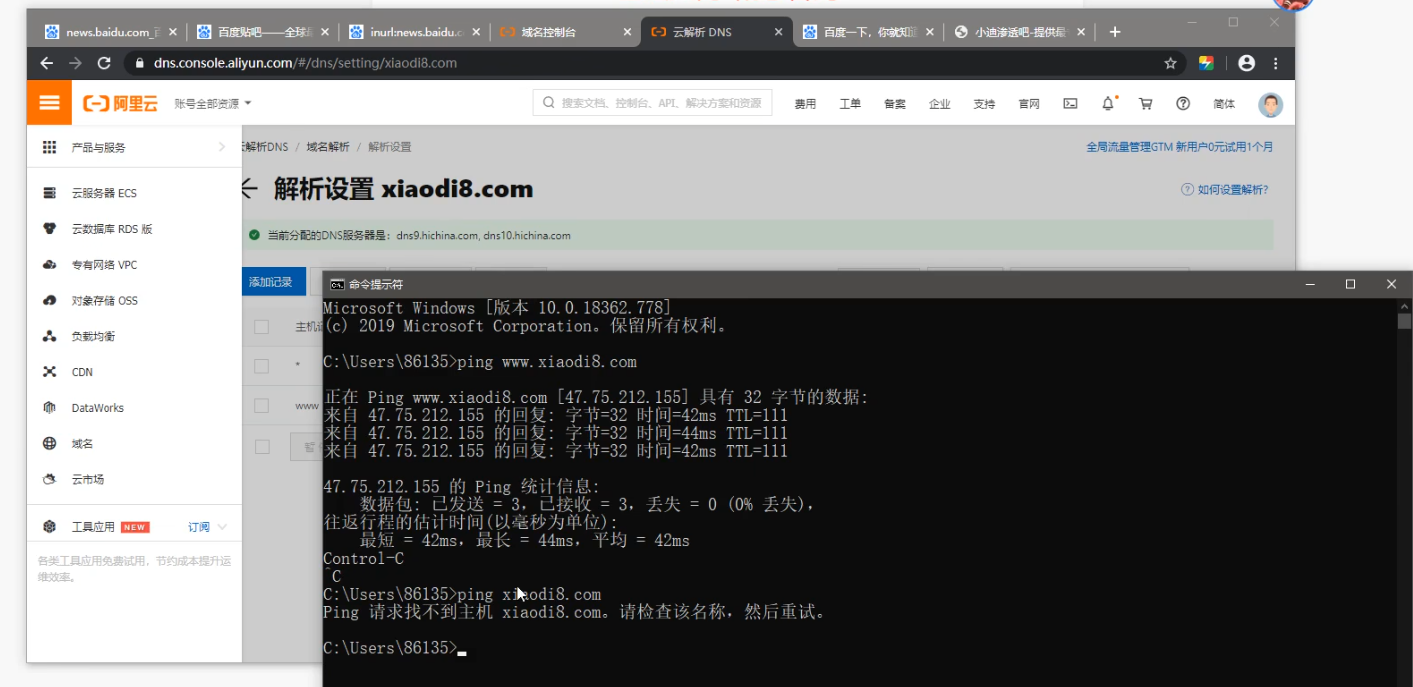 news.baidu.com_百
百度贴吧——全球最
inurl:news.baidu.c
域名控制台
云解析 DNS
百度一下，你就知道
小迪渗透吧-提供最
dns.console.aliyun.com/#/dns/setting/xiaodi8.com
阿里云
账号全部资源
搜索文档、控制台、API、解决方案和资源
费用
工单
备案
企业
支持
官网
简体
产品与服务
云服务器 ECS
云数据库 RDS 版
专有网络 VPC
对象存储 OSS
负载均衡
CDN
DataWorks
域名
云市场
工具应用 NEW 订阅
各类工具应用免费试用，节约成本提升运
维效率。
解析DNS / 域名解析 / 解析设置
全局流量管理GTM 新用户0元试用1个月
解析设置 xiaodi8.com
如何设置解析?
当前分配的DNS服务器是：dns9.hichina.com, dns10.hichina.com
添加记录
主机记
*
www
暂
命令提示符
Microsoft Windows [版本 10.0.18362.778]
(c) 2019 Microsoft Corporation。保留所有权利。
C:\Users\86135>ping www.xiaodi8.com
正在 Ping www.xiaodi8.com [47.75.212.155] 具有 32 字节的数据:
来自 47.75.212.155 的回复: 字节=32 时间=42ms TTL=111
来自 47.75.212.155 的回复: 字节=32 时间=44ms TTL=111
来自 47.75.212.155 的回复: 字节=32 时间=42ms TTL=111
47.75.212.155 的 Ping 统计信息:
数据包: 已发送 = 3，已接收 = 3，丢失 = 0 (0% 丢失)，
往返行程的估计时间(以毫秒为单位):
最短 = 42ms，最长 = 44ms，平均 = 42ms
Control-C
^C
C:\Users\86135>ping xiaodi8.com
Ping 请求找不到主机 xiaodi8.com。请检查该名称，然后重试。
C:\Users\86135>